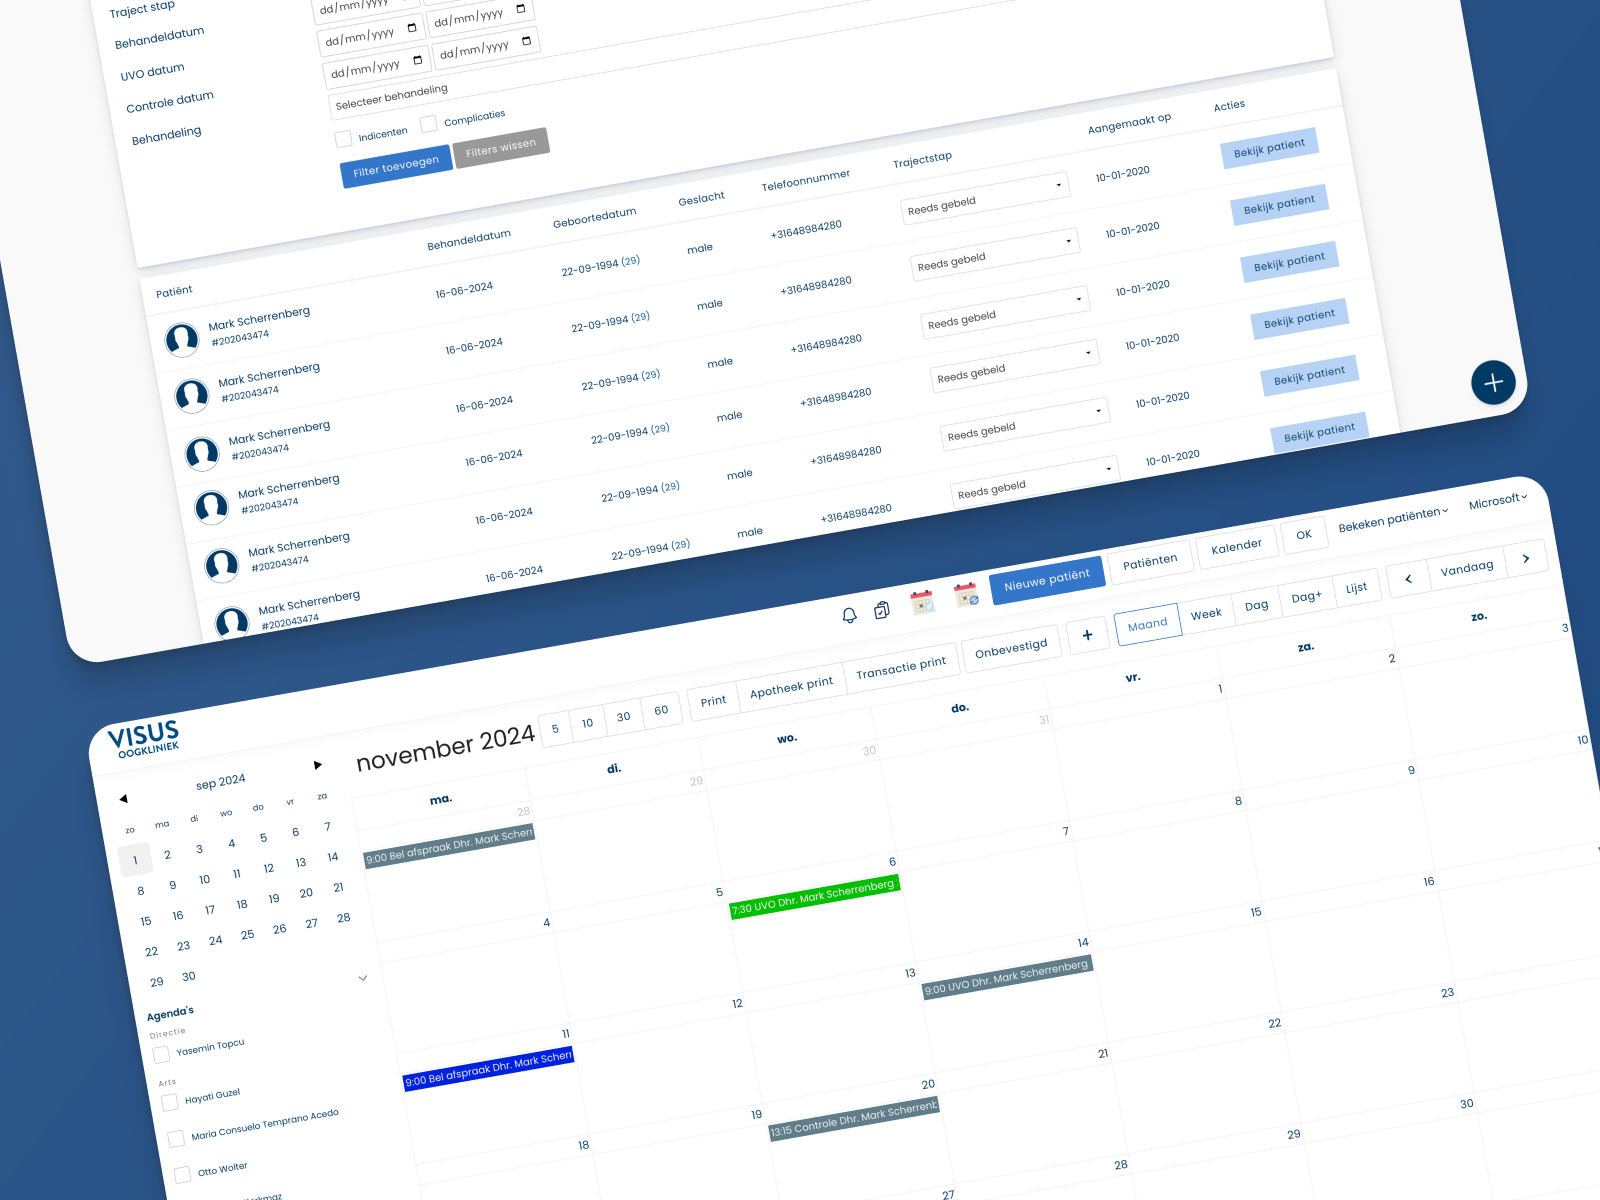 Traject stap
dd/mm/yyyy
Behandeldatum
dd/mm/yyyy dd/mm/yyyy
UVO datum
dd/mm/yyyy dd/mm/yyyy
Controle datum
Selecteer behandeling
Behandeling
Indicenten Complicaties
Filter toevoegen Filters wissen
Patiënt Behandeldatum Geboortedatum Geslacht Telefoonnummer Trajectstap Aangemaakt op Acties
Mark Scherrenberg 16-06-2024 22-09-1994 (29) male +31648984280 Reeds gebeld 10-01-2020 Bekijk patient
#202043474
Mark Scherrenberg 16-06-2024 22-09-1994 (29) male +31648984280 Reeds gebeld 10-01-2020 Bekijk patient
#202043474
Mark Scherrenberg 16-06-2024 22-09-1994 (29) male +31648984280 Reeds gebeld 10-01-2020 Bekijk patient
#202043474
Mark Scherrenberg 16-06-2024 22-09-1994 (29) male +31648984280 Reeds gebeld 10-01-2020 Bekijk patient
#202043474
Mark Scherrenberg 16-06-2024 22-09-1994 (29) male +31648984280 Reeds gebeld 10-01-2020 Bekijk patient
#202043474
Mark Scherrenberg 16-06-2024 22-09-1994 (29) male +31648984280 Reeds gebeld 10-01-2020 Bekijk patient
#202043474
VISUS
OOGKLINIEK
Nieuwe patiënt Patiënten Kalender OK Bekeken patiënten Microsoft
november 2024 5 10 30 60 Print Apotheek print Transactie print Onbevestigd + Maand Week Dag Dag+ Lijst < Vandaag >
sep 2024
zo ma di wo do vr za
1 2 3 4 5 6 7
8 9 10 11 12 13 14
15 16 17 18 19 20 21
22 23 24 25 26 27 28
29 30
Agenda's
Directie
Yasemin Topcu
Arts
Hayati Guzel
Maria Consuelo Temprano Acedo
Otto Wolter
ma. di. wo. do. vr. za. zo.
28 29 30 31 1 2 3
9:00 Bel afspraak Dhr. Mark Scherr
4 5 6 7 8 9 10
7:30 UVO Dhr. Mark Scherrenberg
11 12 13 14 15 16
9:00 Bel afspraak Dhr. Mark Scherr
9:00 UVO Dhr. Mark Scherrenberg
18 19 20 21 22 23
13:15 Controle Dhr. Mark Scherrenb
27 28 29 30